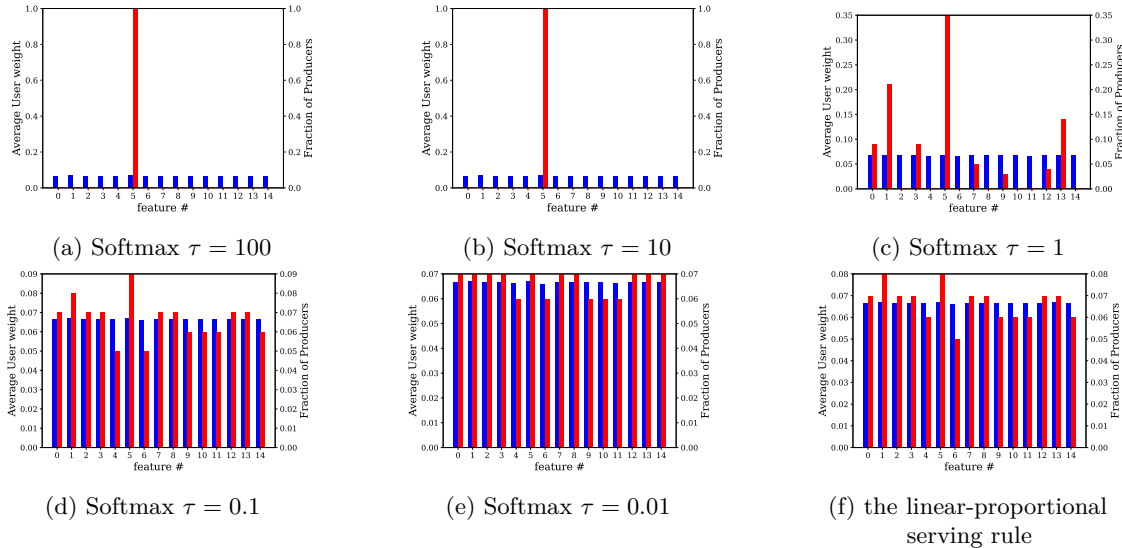 1.0 1.0 1.0 1.0 0.35 0.35
0.8 0.8 0.8 0.8 0.30 0.30
0.25 0.25
0.6 0.6 0.6 0.6 0.20 0.20
0.4 0.4 0.4 0.4 0.15 0.15
0.10 0.10
0.2 0.2 0.2 0.2 0.05 0.05
0.0 0.0 0.0 0.0 0.00 0.00
Average User weight Fraction of Producers Average User weight Fraction of Producers Average User weight Fraction of Producers
0 1 2 3 4 5 6 7 8 9 10 11 12 13 14 0 1 2 3 4 5 6 7 8 9 10 11 12 13 14 0 1 2 3 4 5 6 7 8 9 10 11 12 13 14
feature # feature # feature #
(a) Softmax τ = 100 (b) Softmax τ = 10 (c) Softmax τ = 1
0.09 0.09 0.07 0.07 0.08 0.08
0.08 0.08 0.06 0.06 0.07 0.07
0.07 0.07 0.05 0.05 0.06 0.06
0.06 0.06 0.04 0.04 0.05 0.05
0.05 0.05 0.03 0.03 0.04 0.04
0.04 0.04 0.02 0.02 0.03 0.03
0.03 0.03 0.01 0.01 0.02 0.02
0.02 0.02 0.00 0.00 0.01 0.01
0.01 0.01 0.00 0.00
0.00 0.00
Average User weight Fraction of Producers Average User weight Fraction of Producers Average User weight Fraction of Producers
0 1 2 3 4 5 6 7 8 9 10 11 12 13 14 0 1 2 3 4 5 6 7 8 9 10 11 12 13 14 0 1 2 3 4 5 6 7 8 9 10 11 12 13 14
feature # feature # feature #
(d) Softmax τ = 0.1 (e) Softmax τ = 0.01 (f) the linear-proportional
serving rule